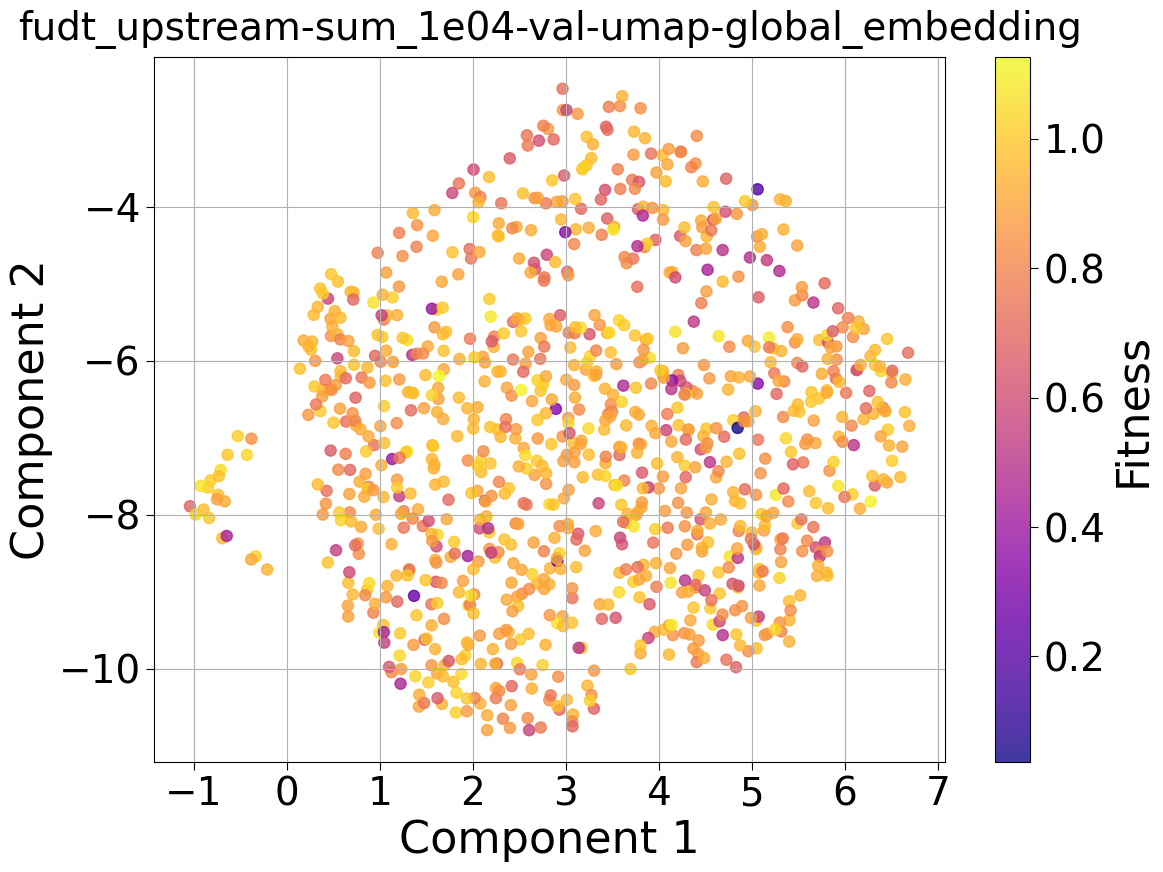 fudt_upstream-sum_1e04-val-umap-global_embedding
Component 2
−4
−6
−8
−10
−1 0 1 2 3 4 5 6 7
Component 1
1.0
0.8
0.6
0.4
0.2
Fitness